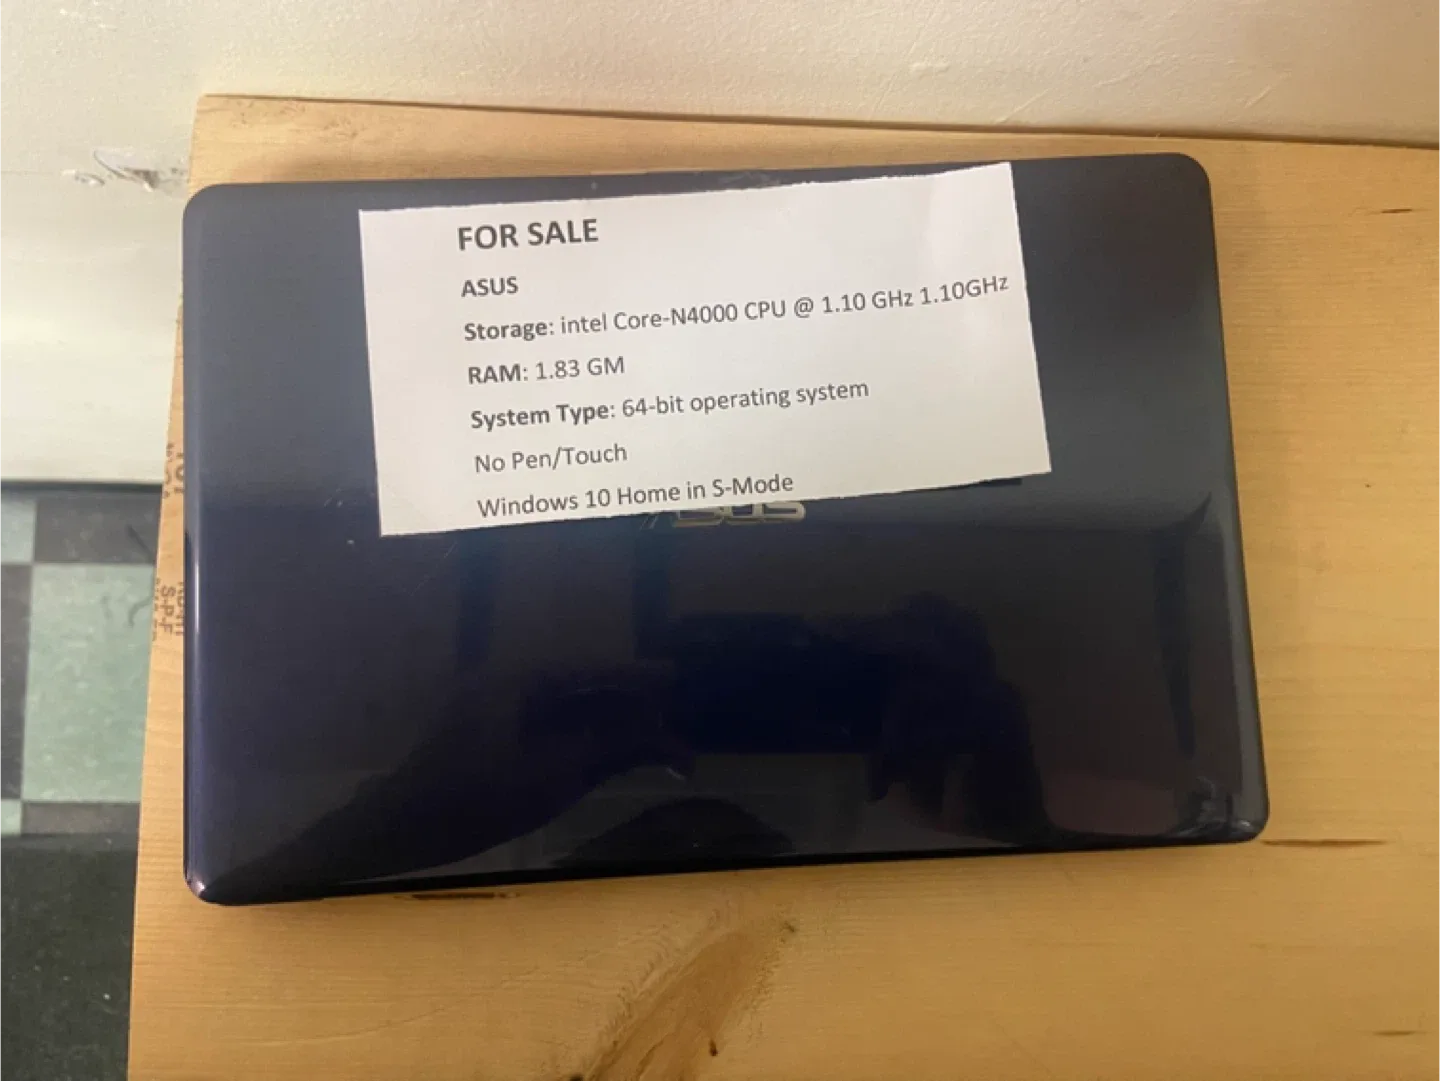 FOR SALE
ASUS
Storage: intel Core-N4000 CPU @ 1.10 GHz 1.10GHz
RAM: 1.83 GM
System Type: 64-bit operating system
No Pen/Touch
Windows 10 Home in S-Mode
ASUS
S.P.F